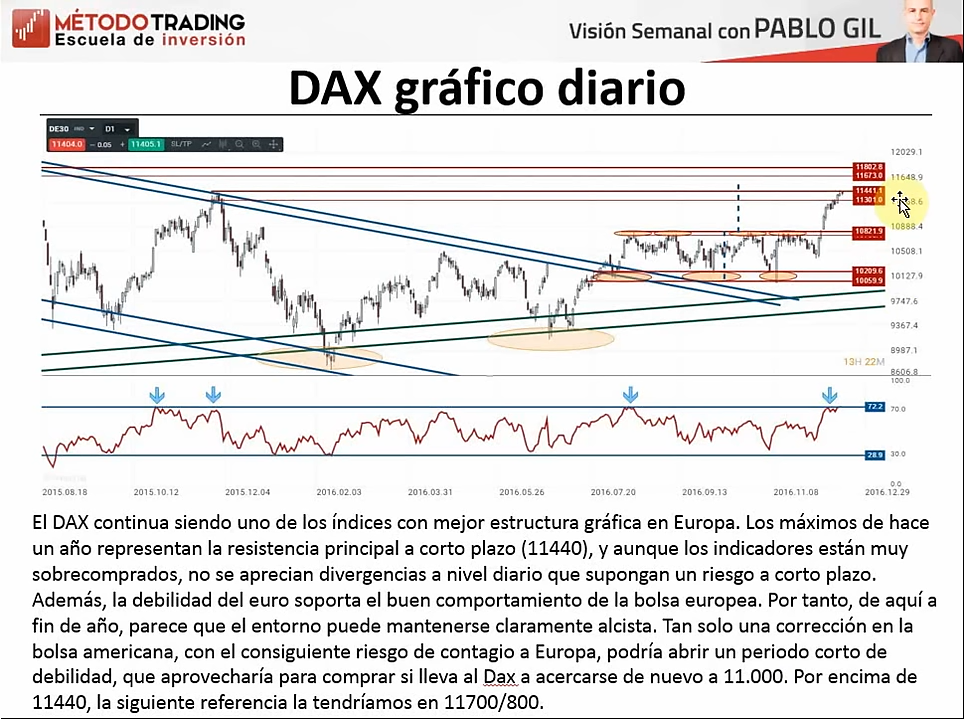 MÉTODOTRADING
Escuela de inversión
Visión Semanal con PABLO GIL
DAX gráfico diario
DE30 D1
11404.0 0.05 + 11405.1 SL/TP
12029.1
11802.8
11673.0 11648.9
11441.1
11301.0
10888.4
10821.9
10508.1
10209.6 10127.9
10059.9
9747.6
9367.4
8987.1
13H 22M
8606.8
100.0
72.2 70.0
28.9 30.0
0.0
2015.08.18 2015.10.12 2015.12.04 2016.02.03 2016.03.31 2016.05.26 2016.07.20 2016.09.13 2016.11.08 2016.12.29
El DAX continua siendo uno de los índices con mejor estructura gráfica en Europa. Los máximos de hace
un año representan la resistencia principal a corto plazo (11440), y aunque los indicadores están muy
sobrecomprados, no se aprecian divergencias a nivel diario que supongan un riesgo a corto plazo.
Además, la debilidad del euro soporta el buen comportamiento de la bolsa europea. Por tanto, de aquí a
fin de año, parece que el entorno puede mantenerse claramente alcista. Tan solo una corrección en la
bolsa americana, con el consiguiente riesgo de contagio a Europa, podría abrir un periodo corto de
debilidad, que aprovecharía para comprar si lleva al Dax a acercarse de nuevo a 11.000. Por encima de
11440, la siguiente referencia la tendríamos en 11700/800.